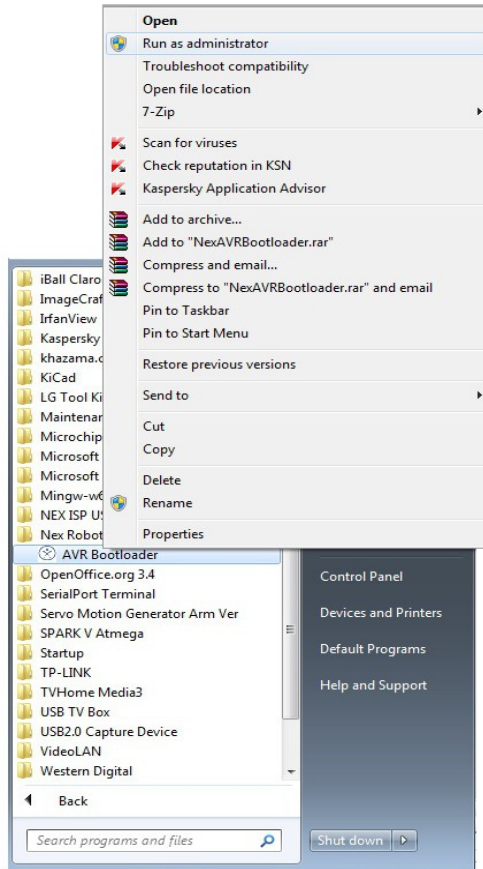 Open
Run as administrator
Troubleshoot compatibility
Open file location
7-Zip
Scan for viruses
Check reputation in KSN
Kaspersky Application Advisor
Add to archive...
Add to "NexAVRBootloader.rar"
Compress and email...
Compress to "NexAVRBootloader.rar" and email
Pin to Taskbar
Pin to Start Menu
Restore previous versions
Send to
Cut
Copy
Delete
Rename
Properties
iBall Claro
ImageCraf
IrfanView
Kaspersky
khazama.c
KiCad
LG Tool Ki
Maintenar
Microchip
Microsoft
Microsoft
Mingw-w6
NEX ISP US
Nex Robot
AVR Bootloader
OpenOffice.org 3.4
SerialPort Terminal
Servo Motion Generator Arm Ver
SPARK V Atmega
Startup
TP-LINK
TVHome Media3
USB TV Box
USB2.0 Capture Device
VideoLAN
Western Digital
Back
Search programs and files
Control Panel
Devices and Printers
Default Programs
Help and Support
Shut down